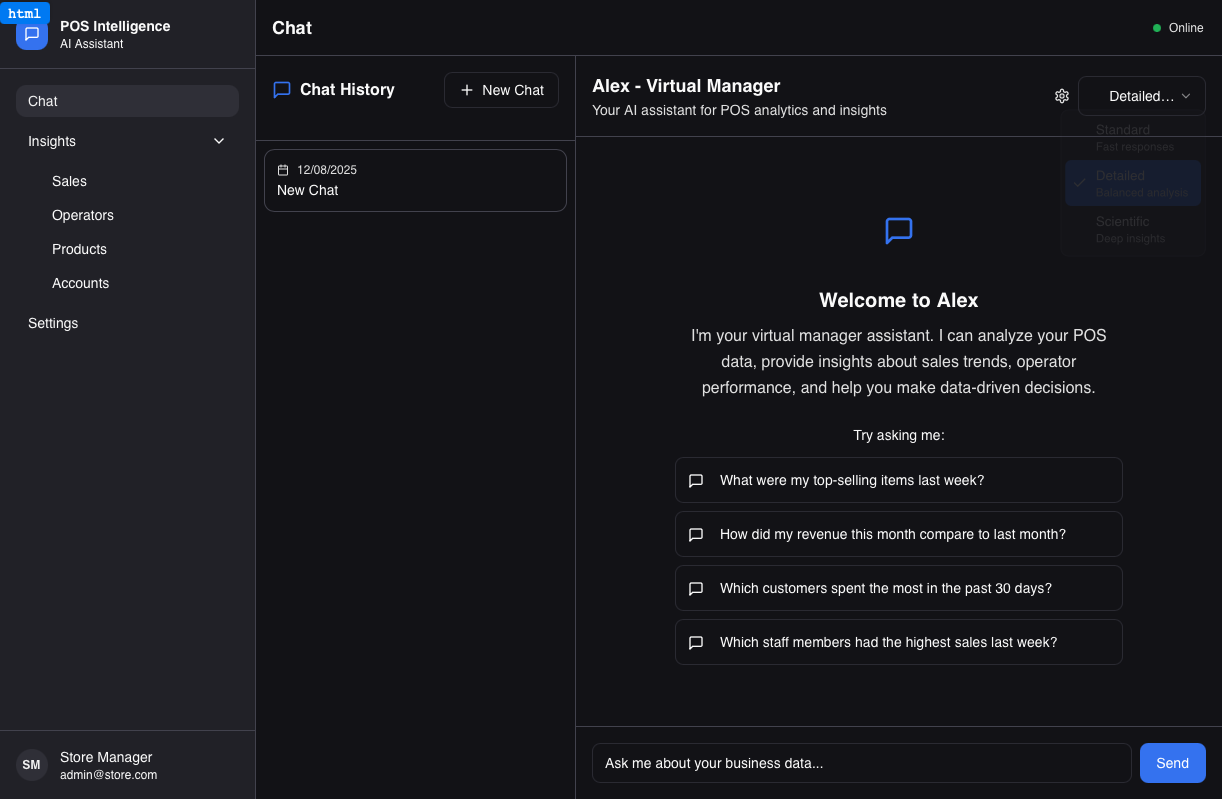 html
POS Intelligence
AI Assistant
Chat
Insights
Sales
Operators
Products
Accounts
Settings
SM
Store Manager
admin@store.com
Chat
Online
Chat History
New Chat
12/08/2025
New Chat
Alex - Virtual Manager
Your AI assistant for POS analytics and insights
Detailed...
Standard
Fast responses
Detailed
Balanced analysis
Scientific
Deep insights
Welcome to Alex
I'm your virtual manager assistant. I can analyze your POS
data, provide insights about sales trends, operator
performance, and help you make data-driven decisions.
Try asking me:
What were my top-selling items last week?
How did my revenue this month compare to last month?
Which customers spent the most in the past 30 days?
Which staff members had the highest sales last week?
Ask me about your business data...
Send